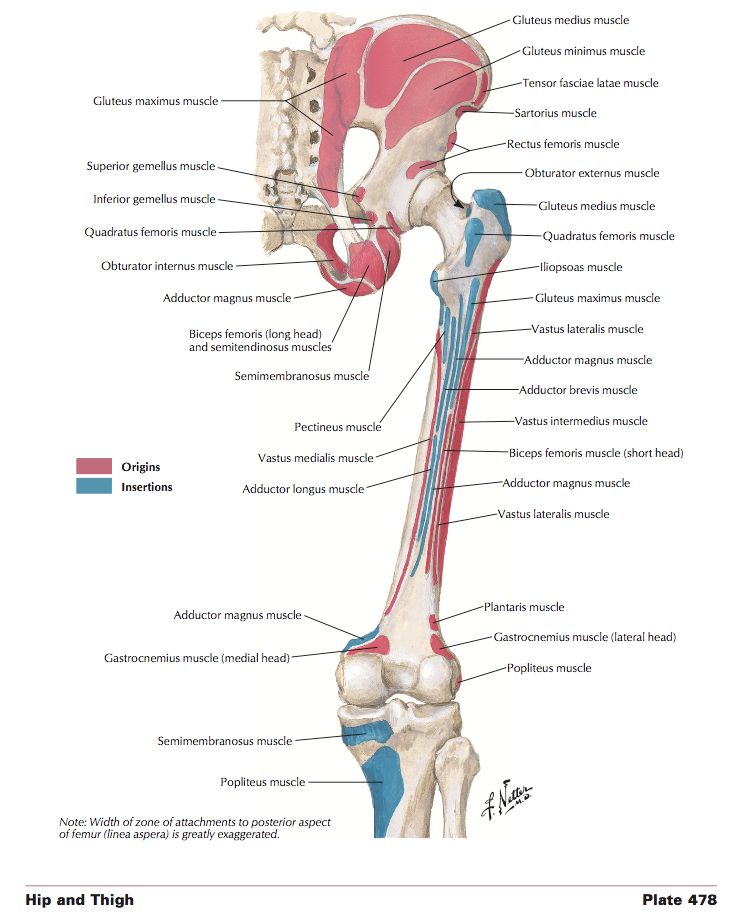 Gluteus medius muscle
Gluteus minimus muscle
Tensor fasciae latae muscle
Gluteus maximus muscle
Sartorius muscle
Rectus femoris muscle
Superior gemellus muscle
Obturator externus muscle
Inferior gemellus muscle
Gluteus medius muscle
Quadratus femoris muscle
Quadratus femoris muscle
Obturator internus muscle
Iliopsoas muscle
Adductor magnus muscle
Gluteus maximus muscle
Biceps femoris (long head)
and semitendinosus muscles
Vastus lateralis muscle
Adductor magnus muscle
Semimembranosus muscle
Adductor brevis muscle
Pectineus muscle
Vastus intermedius muscle
Vastus medialis muscle
Biceps femoris muscle (short head)
Origins
Insertions
Adductor longus muscle
Adductor magnus muscle
Vastus lateralis muscle
Plantaris muscle
Adductor magnus muscle
Gastrocnemius muscle (lateral head)
Gastrocnemius muscle (medial head)
Popliteus muscle
Semimembranosus muscle
Popliteus muscle
F. Netter
M.D.
Note: Width of zone of attachments to posterior aspect
of femur (linea aspera) is greatly exaggerated.
Hip and Thigh
Plate 478